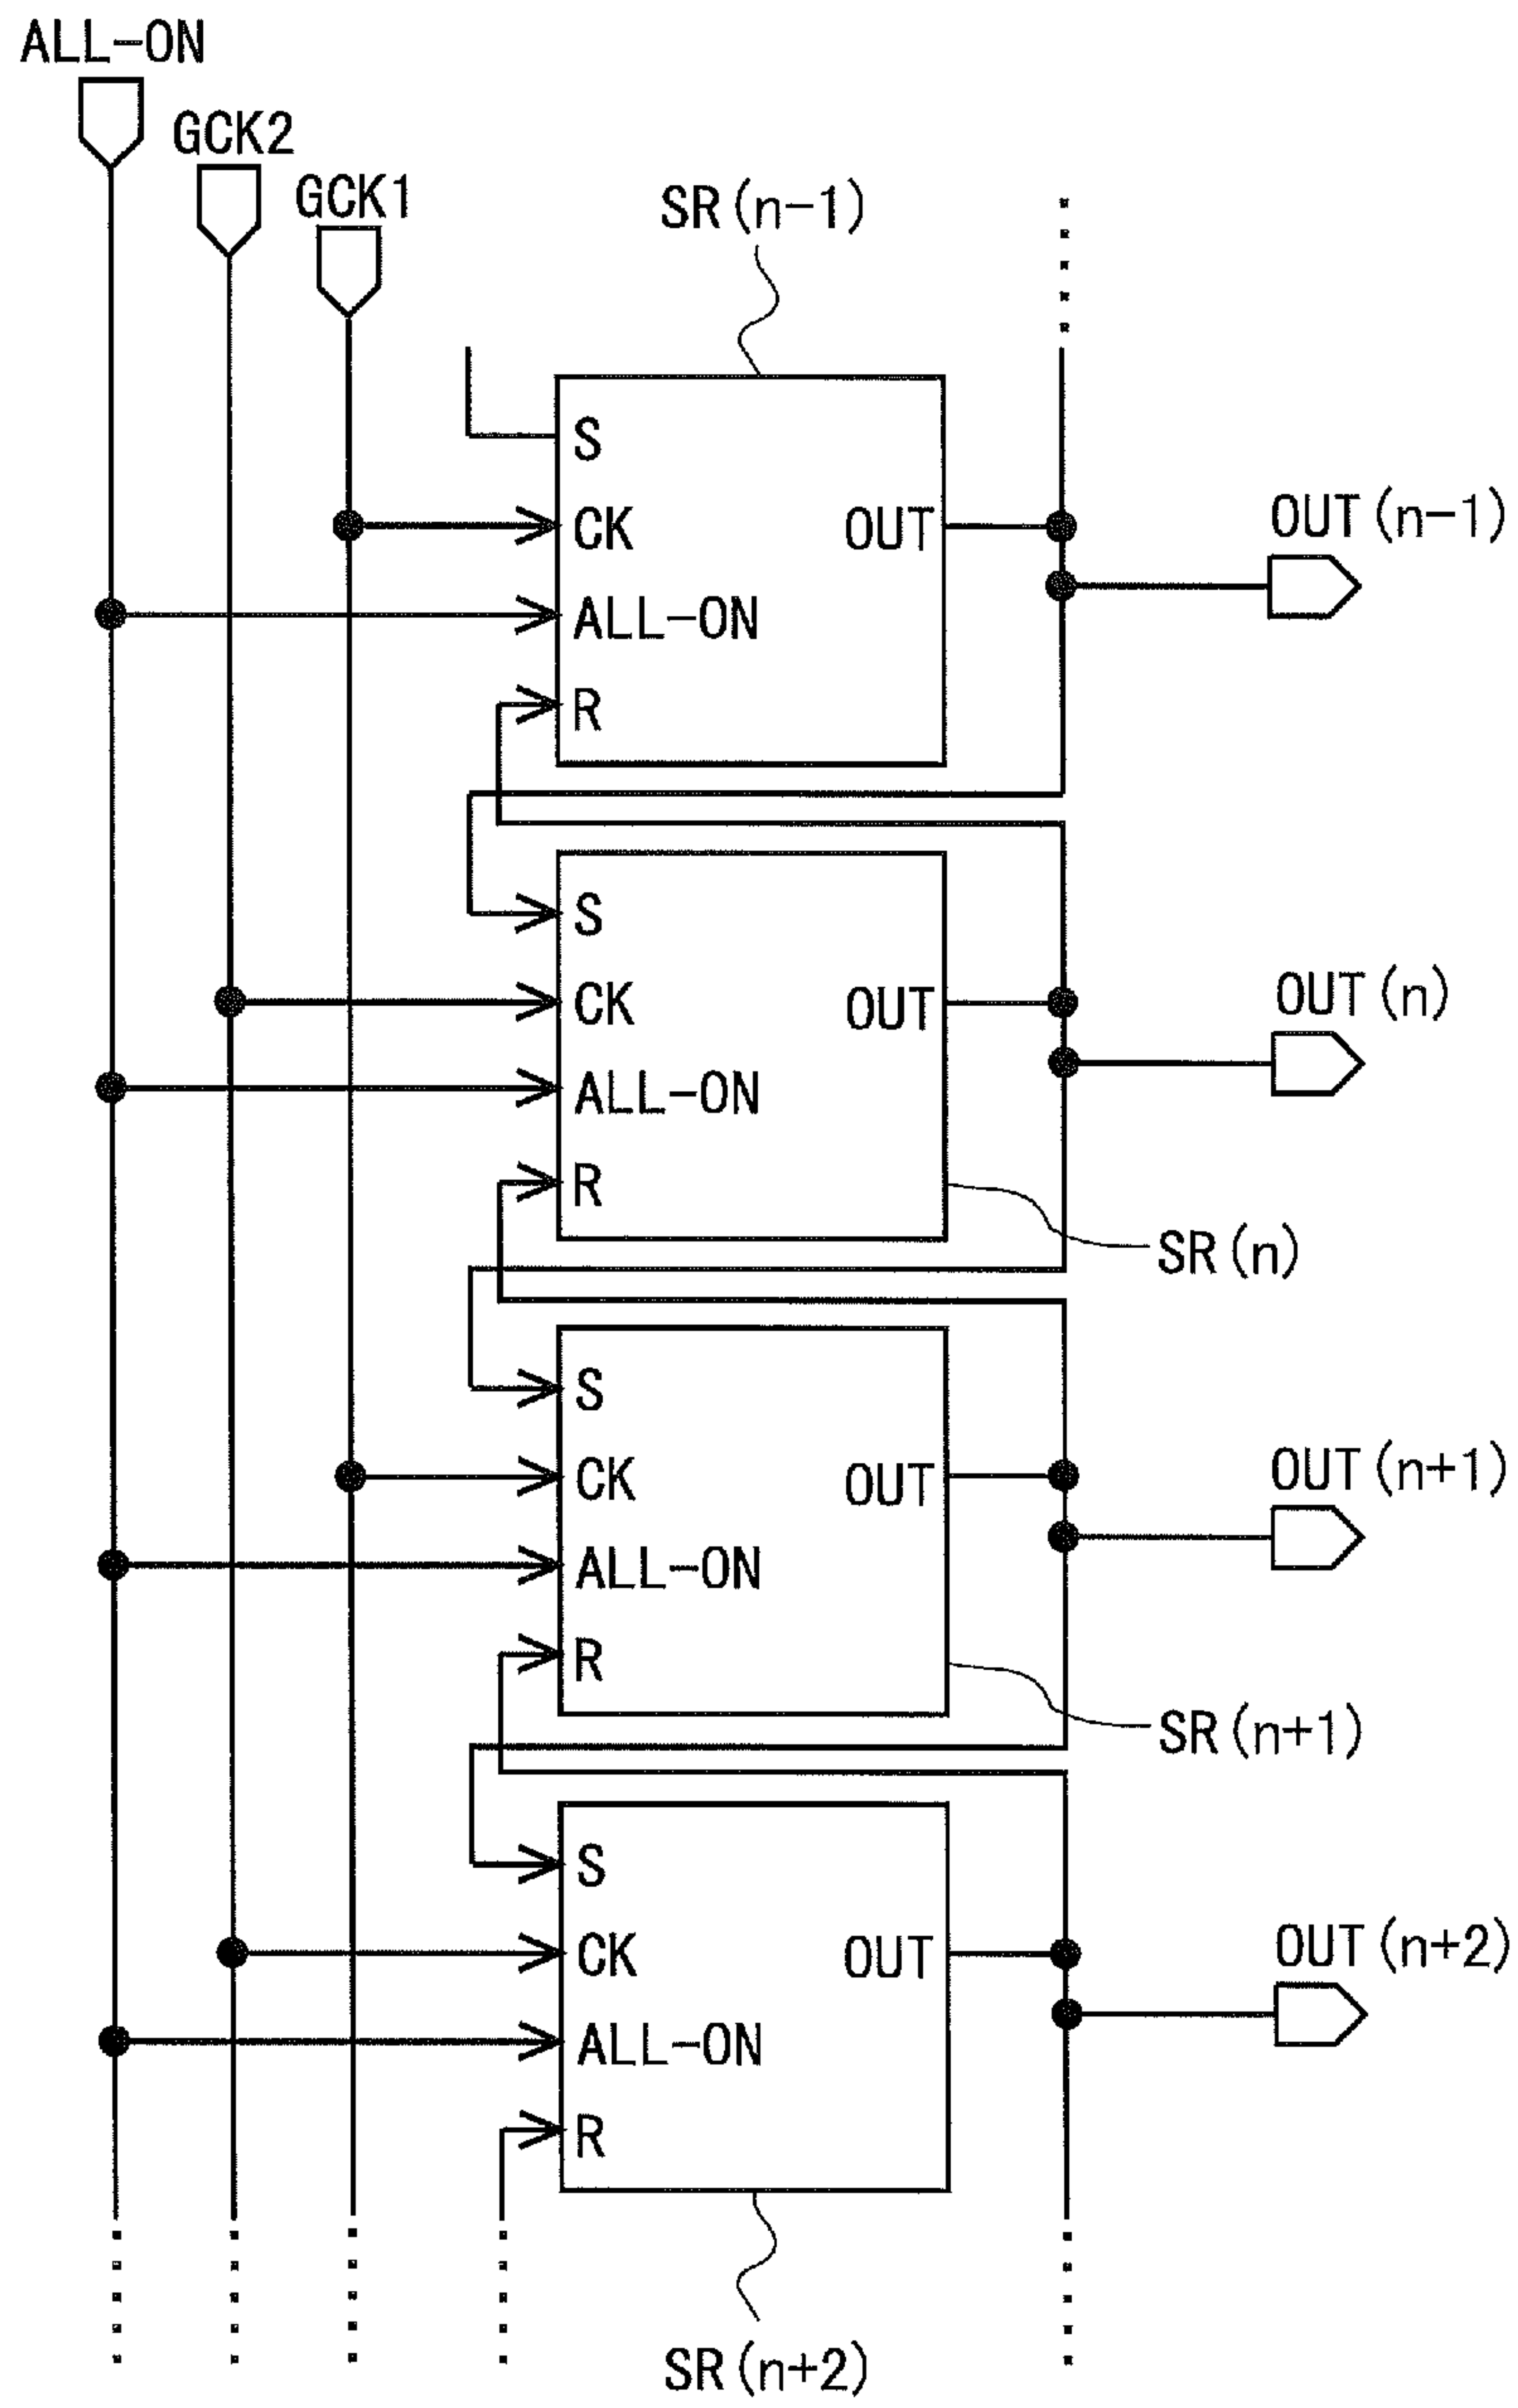 ALL-ON
GCK2
GCK1
SR(n-1)
S
CK
OUT
ALL-ON
R
OUT(n-1)
S
CK
OUT
ALL-ON
R
OUT(n)
SR(n)
S
CK
OUT
ALL-ON
R
OUT(n+1)
SR(n+1)
S
CK
OUT
ALL-ON
R
OUT(n+2)
SR(n+2)